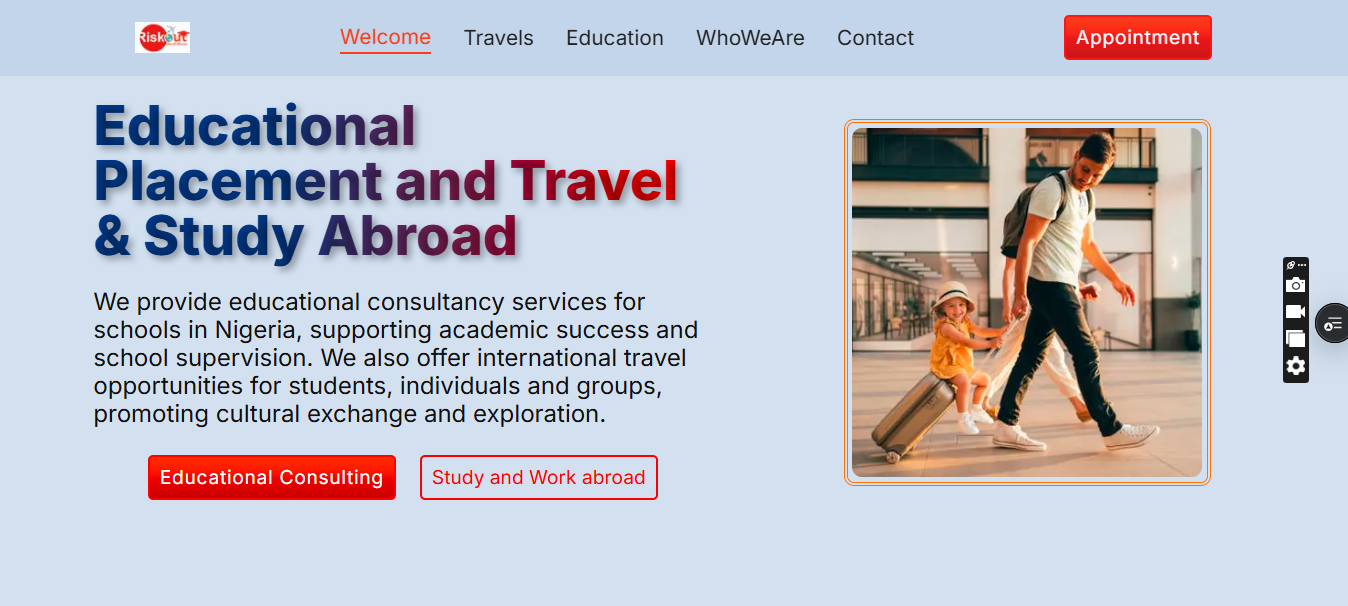 Riskout
Welcome
Travels
Education
WhoWeAre
Contact
Appointment
Educational
Placement and Travel
& Study Abroad
We provide educational consultancy services for
schools in Nigeria, supporting academic success and
school supervision. We also offer international travel
opportunities for students, individuals and groups,
promoting cultural exchange and exploration.
Educational Consulting
Study and Work abroad